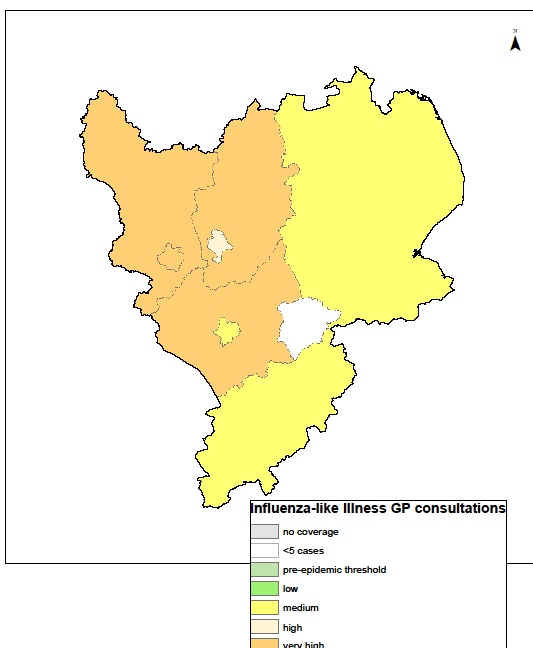 N
Influenza-like Illness GP consultations
no coverage
<5 cases
pre-epidemic threshold
low
medium
high
very high